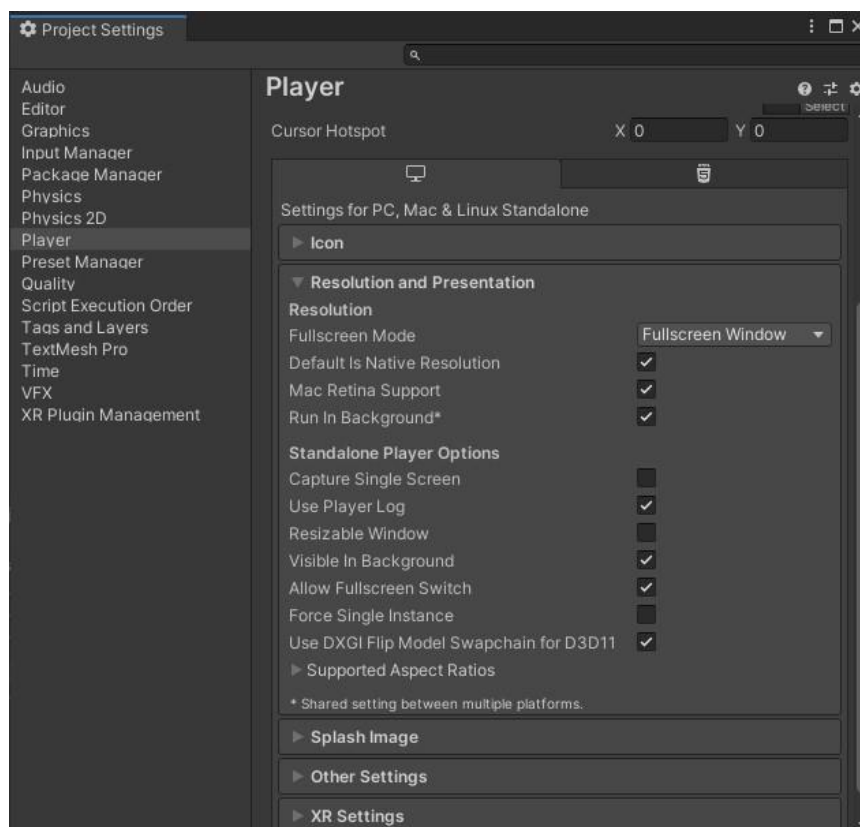 Project Settings
Audio
Editor
Graphics
Input Manager
Package Manager
Physics
Physics 2D
Player
Preset Manager
Quality
Script Execution Order
Tags and Layers
TextMesh Pro
Time
VFX
XR Plugin Management
Player
Select
Cursor Hotspot X 0 Y 0
Settings for PC, Mac & Linux Standalone
Icon
Resolution and Presentation
Resolution
Fullscreen Mode Fullscreen Window
Default Is Native Resolution
Mac Retina Support
Run In Background*
Standalone Player Options
Capture Single Screen
Use Player Log
Resizable Window
Visible In Background
Allow Fullscreen Switch
Force Single Instance
Use DXGI Flip Model Swapchain for D3D11
Supported Aspect Ratios
* Shared setting between multiple platforms.
Splash Image
Other Settings
XR Settings